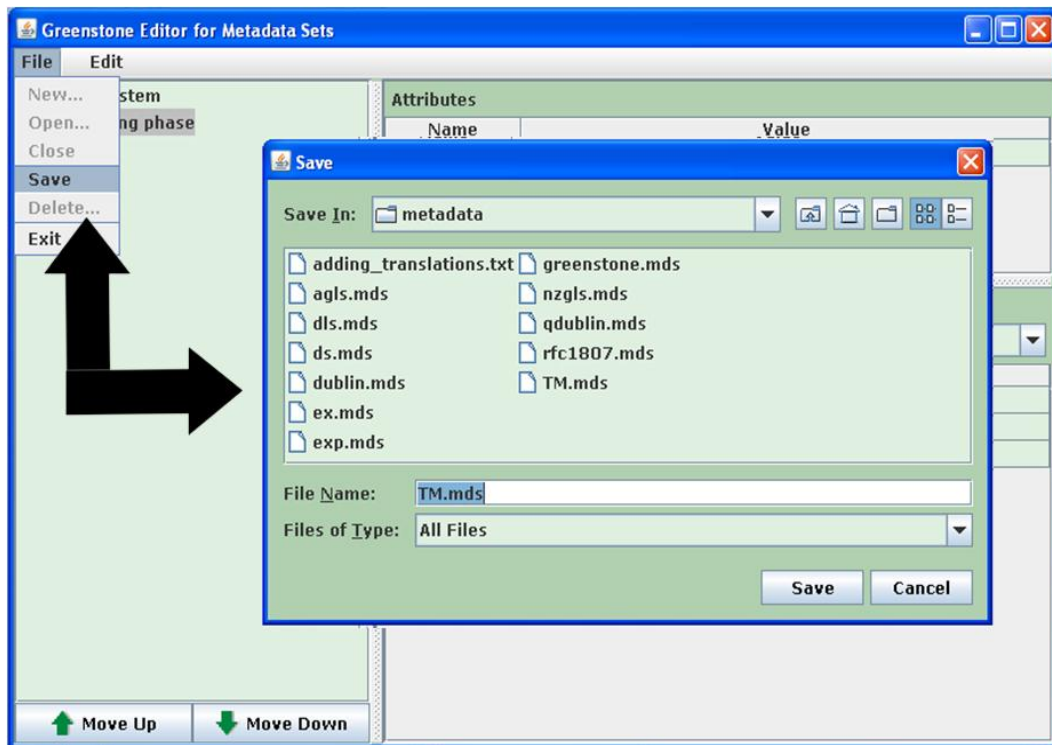 Greenstone Editor for Metadata Sets
File Edit
New...
Open...
Close
Save
Delete...
Exit
stem
ng phase
Attributes
Name Value
Save
Save In: metadata
adding_translations.txt greenstone.mds
agls.mds nzgls.mds
dls.mds qdublin.mds
ds.mds rfc1807.mds
dublin.mds TM.mds
ex.mds
exp.mds
File Name: TM.mds
Files of Type: All Files
Save Cancel
Move Up Move Down